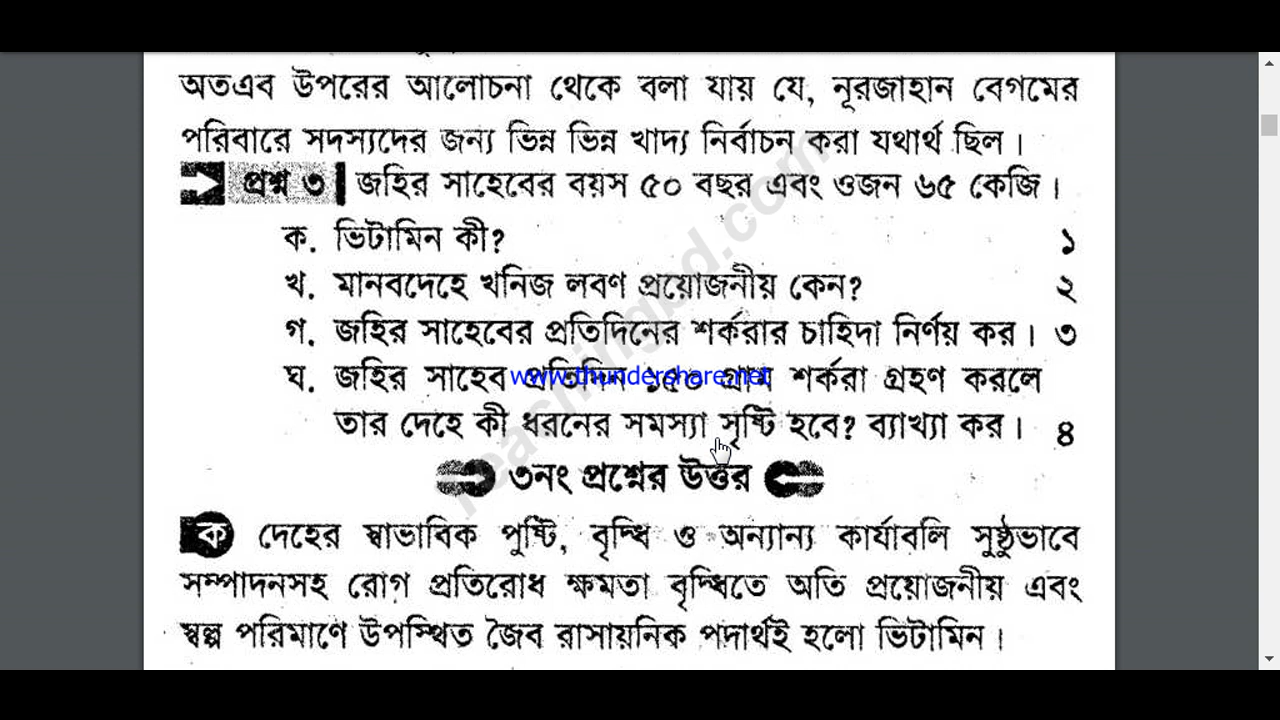 অতএব উপরের আলোচনা থেকে বলা যায় যে, নূরজাহান বেগমের
পরিবারে সদস্যদের জন্য ভিন্ন ভিন্ন খাদ্য নির্বাচন করা যথার্থ ছিল।
প্রশ্ন ৩ জহির সাহেবের বয়স ৫০ বছর এবং ওজন ৬৫ কেজি।
ক. ভিটামিন কী? ১
খ. মানবদেহে খনিজ লবণ প্রয়োজনীয় কেন? ২
গ. জহির সাহেবের প্রতিদিনের শর্করার চাহিদা নির্ণয় কর। ৩
ঘ. জহির সাহেব প্রতিদিন ১৫০ গ্রাম শর্করা গ্রহণ করলে
www.thundershare.net
তার দেহে কী ধরনের সমস্যা সৃষ্টি হবে? ব্যাখ্যা কর। ৪
৩নং প্রশ্নের উত্তর
ক দেহের স্বাভাবিক পুষ্টি, বৃদ্ধি ও অন্যান্য কার্যাবলি সুষ্ঠুভাবে
সম্পাদনসহ রোগ প্রতিরোধ ক্ষমতা বৃদ্ধিতে অতি প্রয়োজনীয় এবং
স্বল্প পরিমাণে উপস্থিত জৈব রাসায়নিক পদার্থই হলো ভিটামিন।